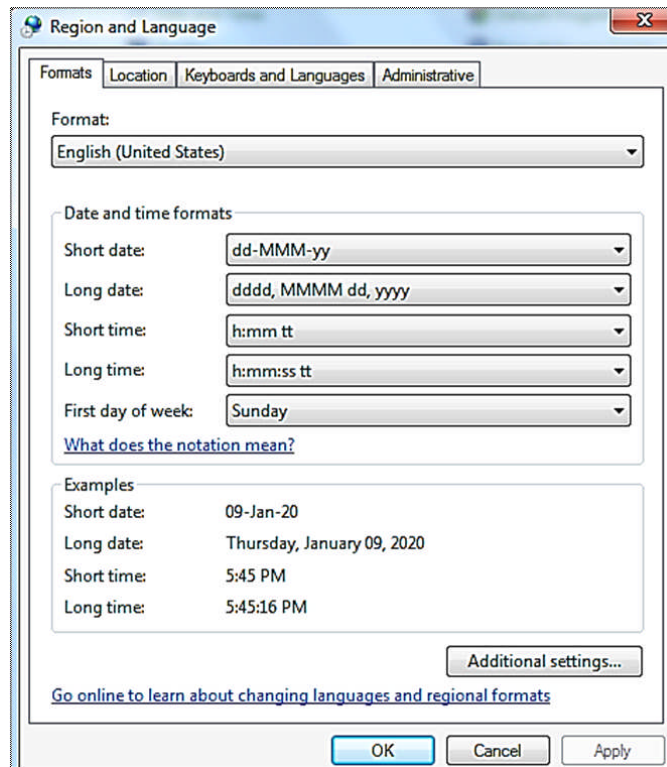 Region and Language
Formats Location Keyboards and Languages Administrative
Format:
English (United States)
Date and time formats
Short date: dd-MMM-yy
Long date: dddd, MMMM dd, yyyy
Short time: h:mm tt
Long time: h:mm:ss tt
First day of week: Sunday
What does the notation mean?
Examples
Short date: 09-Jan-20
Long date: Thursday, January 09, 2020
Short time: 5:45 PM
Long time: 5:45:16 PM
Additional settings...
Go online to learn about changing languages and regional formats
OK Cancel Apply